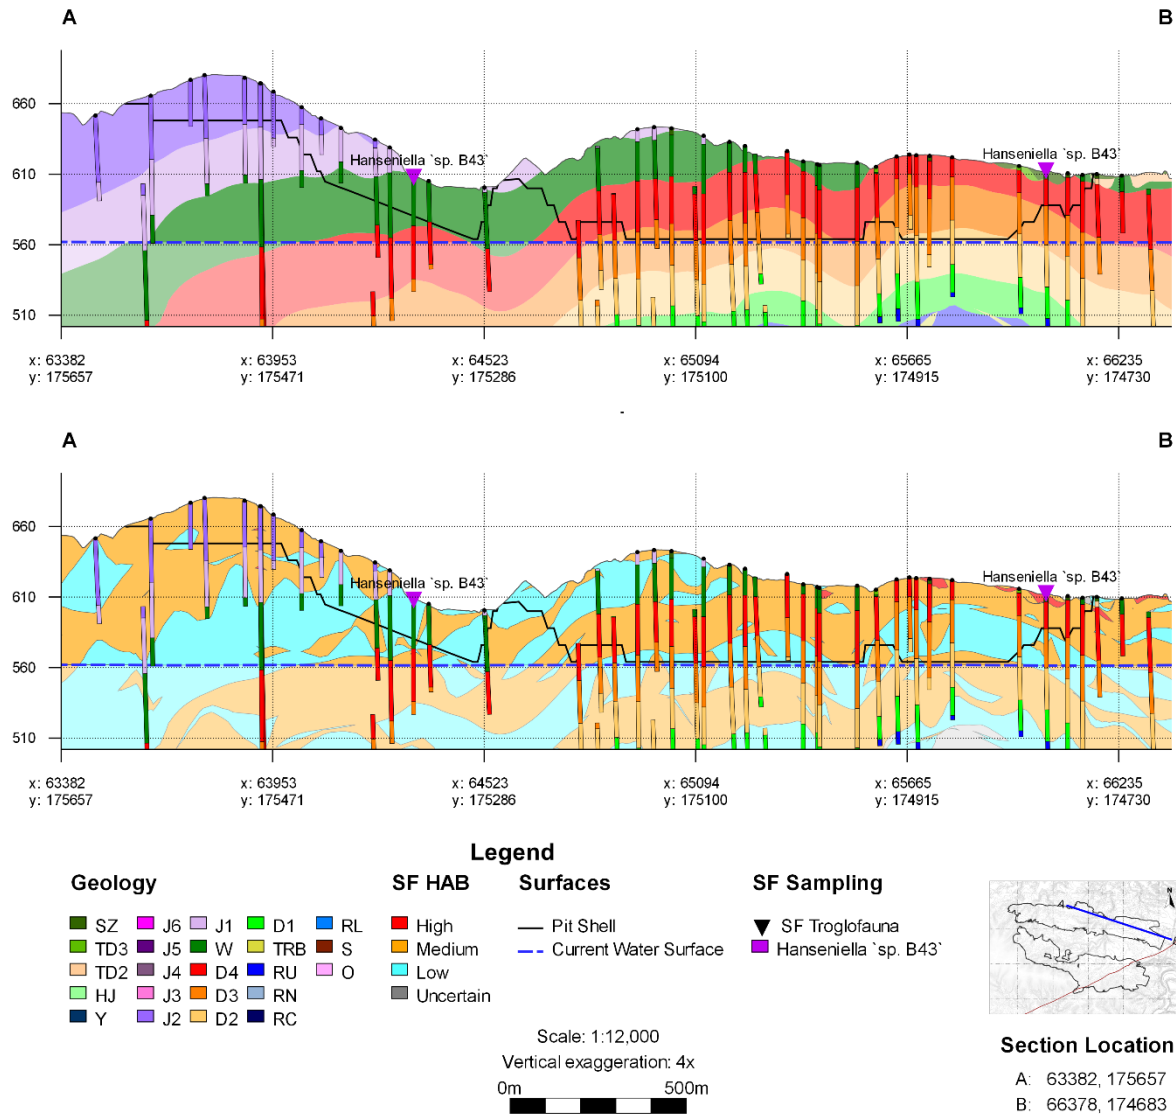 A
B
660
610
560
510
Hanseniella `sp. B43`
Hanseniella `sp. B43`
x: 63382
y: 175657
x: 63953
y: 175471
x: 64523
y: 175286
x: 65094
y: 175100
x: 65665
y: 174915
x: 66235
y: 174730
-
A
B
660
610
560
510
Hanseniella `sp. B43`
Hanseniella `sp. B43`
x: 63382
y: 175657
x: 63953
y: 175471
x: 64523
y: 175286
x: 65094
y: 175100
x: 65665
y: 174915
x: 66235
y: 174730
Legend
Geology
SZ
TD3
TD2
HJ
Y
J6
J5
J4
J3
J2
J1
W
D4
D3
D2
D1
TRB
RU
RN
RC
RL
S
O
SF HAB
High
Medium
Low
Uncertain
Surfaces
Pit Shell
Current Water Surface
SF Sampling
SF Troglofauna
Hanseniella `sp. B43`
Scale: 1:12,000
Vertical exaggeration: 4x
0m 500m
N
Section Location
A: 63382, 175657
B: 66378, 174683